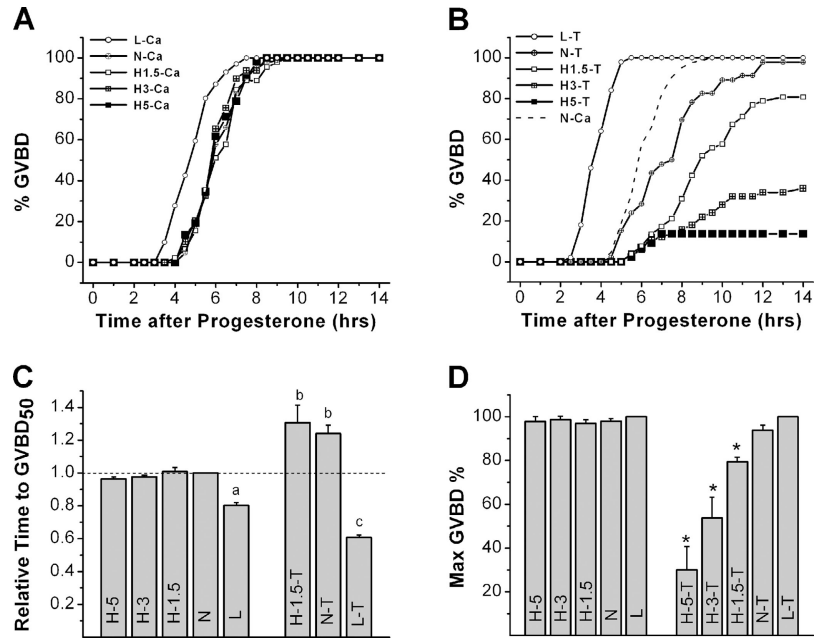 A
L-Ca
N-Ca
H1.5-Ca
H3-Ca
H5-Ca
% GVBD
100
80
60
40
20
0
0 2 4 6 8 10 12 14
Time after Progesterone (hrs)
B
L-T
N-T
H1.5-T
H3-T
H5-T
N-Ca
% GVBD
100
80
60
40
20
0
0 2 4 6 8 10 12 14
Time after Progesterone (hrs)
C
Relative Time to GVBD50
1.4
1.2
1.0
0.8
0.6
0.4
0.2
a
b
b
c
H-5
H-3
H-1.5
N
L
H-1.5-T
N-T
L-T
D
Max GVBD %
100
80
60
40
20
*
*
*
H-5
H-3
H-1.5
N
L
H-5-T
H-3-T
H-1.5-T
N-T
L-T